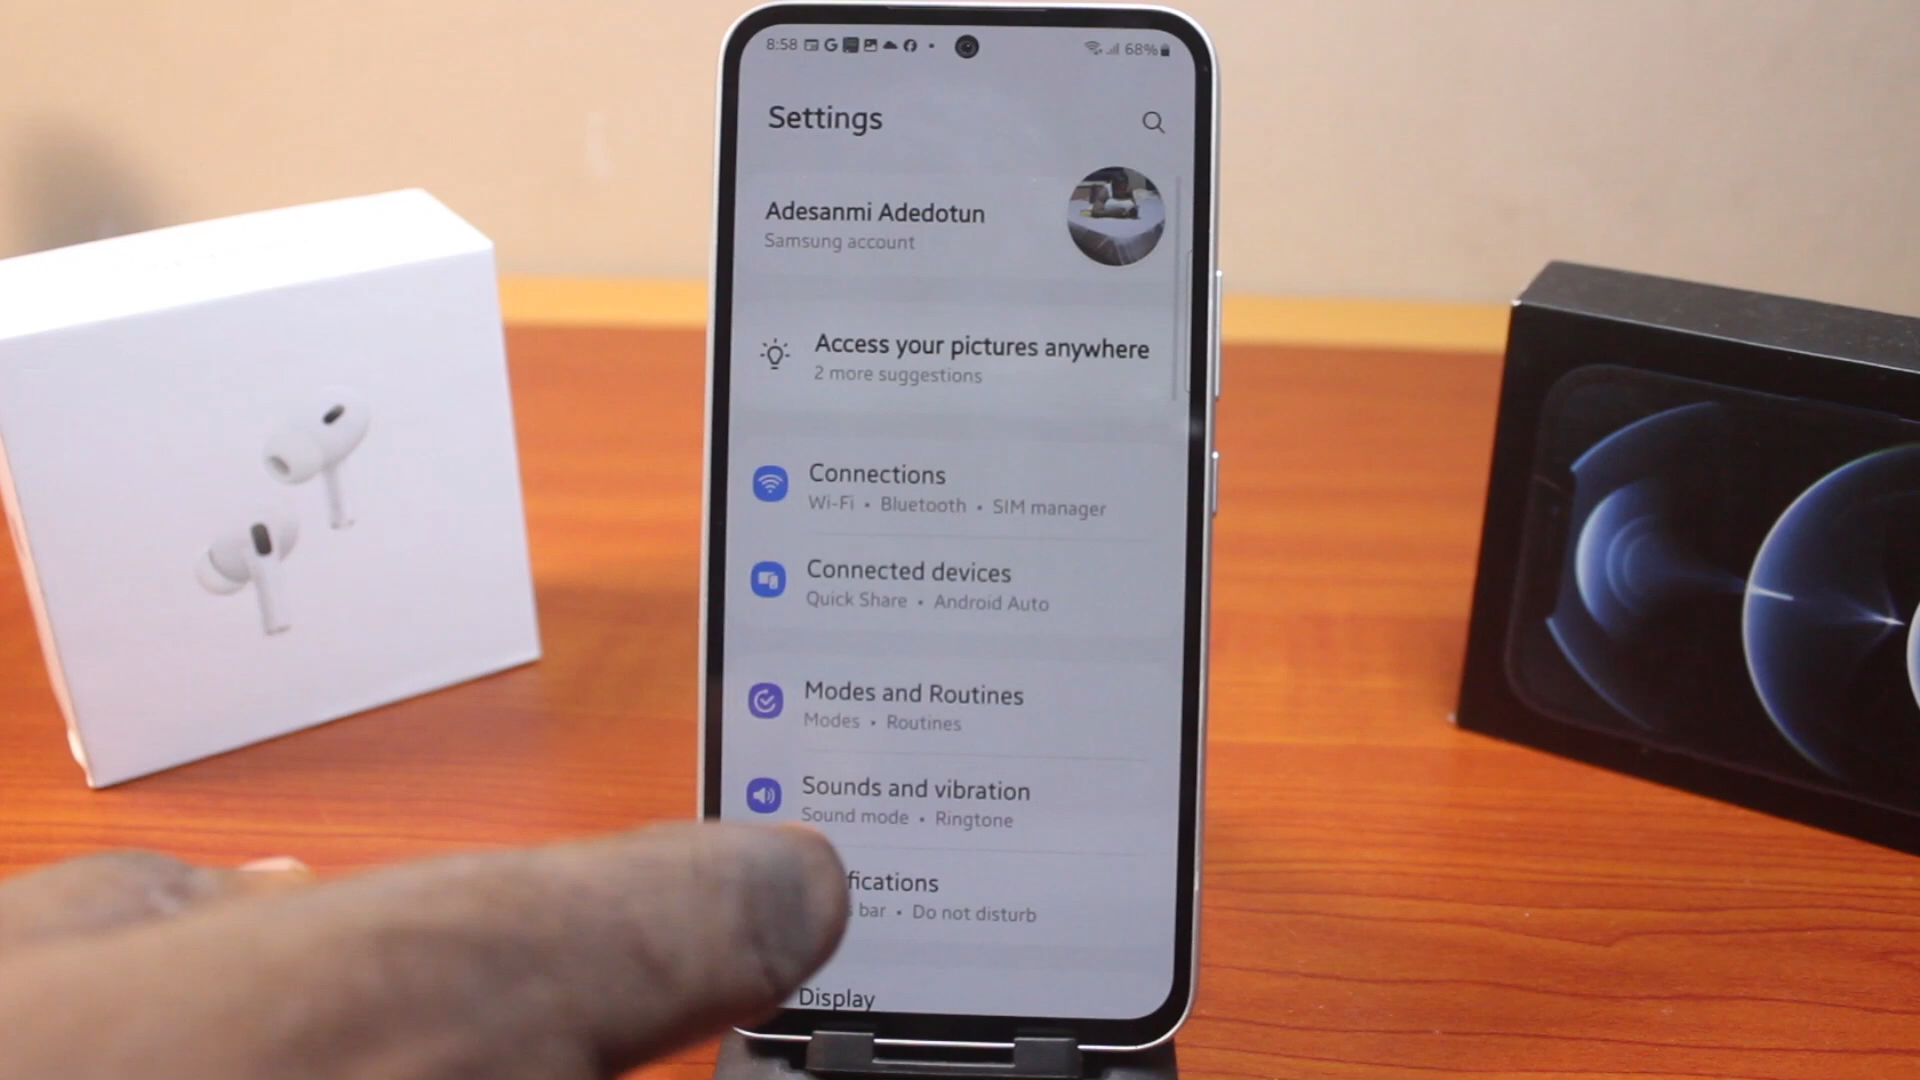 8:58
68%
Settings
Adesanmi Adedotun
Samsung account
Access your pictures anywhere
2 more suggestions
Connections
Wi-Fi • Bluetooth • SIM manager
Connected devices
Quick Share • Android Auto
Modes and Routines
Modes • Routines
Sounds and vibration
Sound mode • Ringtone
fications
s bar • Do not disturb
Display